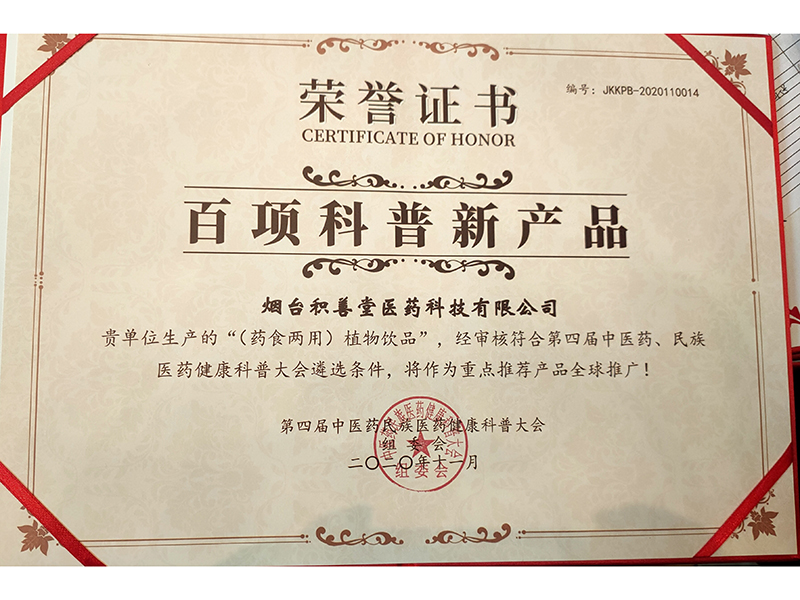 编号：JKKPB-2020110014
荣誉证书
CERTIFICATE OF HONOR
百项科普新产品
烟台积善堂医药科技有限公司
贵单位生产的“（药食两用）植物饮品”，经审核符合第四届中医药、民族
医药健康科普大会遴选条件，将作为重点推荐产品全球推广！
第四届中医药民族医药健康科普大会
组委会
二〇二〇年十一月
组委会